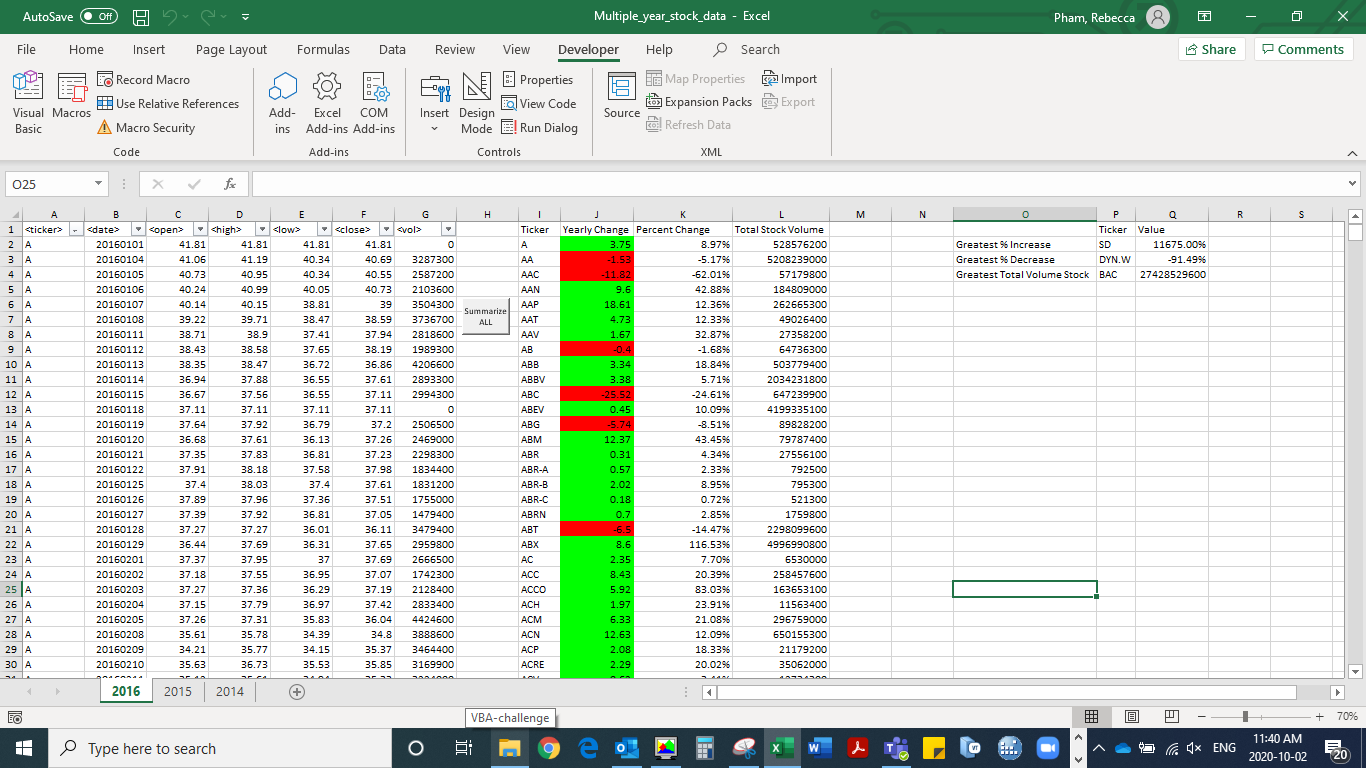 AutoSave Off Multiple_year_stock_data - Excel Pham, Rebecca
File Home Insert Page Layout Formulas Data Review View Developer Help Search Share Comments
Visual Basic
Macros
Record Macro
Use Relative References
Macro Security
Code
Add-ins
Excel Add-ins
COM Add-ins
Add-ins
Insert
Design Mode
Properties
View Code
Run Dialog
Controls
Source
Map Properties
Expansion Packs
Refresh Data
Import
Export
XML
O25 fx
A B C D E F G H I J K L M N O P Q R S
1 <ticker> <date> <open> <high> <low> <close> <vol> Ticker Yearly Change Percent Change Total Stock Volume Ticker Value
2 A 20160101 41.81 41.81 41.81 41.81 0 A 3.75 8.97% 528576200 Greatest % Increase SD 11675.00%
3 A 20160104 41.06 41.19 40.34 40.69 3287300 AA -1.53 -5.17% 5208239000 Greatest % Decrease DYN.W -91.49%
4 A 20160105 40.73 40.95 40.34 40.55 2587200 AAC -11.82 -62.01% 57179800 Greatest Total Volume Stock BAC 27428529600
5 A 20160106 40.24 40.99 40.05 40.73 2103600 AAN 9.6 42.88% 184809000
6 A 20160107 40.14 40.15 38.81 39 3504300 AAP 18.61 12.36% 262665300
7 A 20160108 39.22 39.71 38.47 38.59 3736700 Summarize ALL AAT 4.73 12.33% 49026400
8 A 20160111 38.71 38.9 37.41 37.94 2818600 AAV 1.67 32.87% 27358200
9 A 20160112 38.43 38.58 37.65 38.19 1989300 AB -0.4 -1.68% 64736300
10 A 20160113 38.35 38.47 36.72 36.86 4206600 ABB 3.34 18.84% 503779400
11 A 20160114 36.94 37.88 36.55 37.61 2893300 ABBV 3.38 5.71% 2034231800
12 A 20160115 36.67 37.56 36.55 37.11 2994300 ABC -25.52 -24.61% 647239900
13 A 20160118 37.11 37.11 37.11 37.11 0 ABEV 0.45 10.09% 4199335100
14 A 20160119 37.64 37.92 36.79 37.2 2506500 ABG -5.74 -8.51% 89828200
15 A 20160120 36.68 37.61 36.13 37.26 2469000 ABM 12.37 43.45% 79787400
16 A 20160121 37.35 37.83 36.81 37.23 2298300 ABR 0.31 4.34% 27556100
17 A 20160122 37.91 38.18 37.58 37.98 1834400 ABR-A 0.57 2.33% 792500
18 A 20160125 37.4 38.03 37.4 37.61 1831200 ABR-B 2.02 8.95% 795300
19 A 20160126 37.89 37.96 37.36 37.51 1755000 ABR-C 0.18 0.72% 521300
20 A 20160127 37.39 37.92 36.81 37.05 1479400 ABRN 0.7 2.85% 1759800
21 A 20160128 37.27 37.27 36.01 36.11 3479400 ABT -6.5 -14.47% 2298099600
22 A 20160129 36.44 37.69 36.31 37.65 2959800 ABX 8.6 116.53% 4996990800
23 A 20160201 37.37 37.95 37 37.69 2666500 AC 2.35 7.70% 6530000
24 A 20160202 37.18 37.55 36.95 37.07 1742300 ACC 8.43 20.39% 258457600
25 A 20160203 37.27 37.36 36.29 37.19 2128400 ACCO 5.92 83.03% 163653100
26 A 20160204 37.15 37.79 36.97 37.42 2833400 ACH 1.97 23.91% 11563400
27 A 20160205 37.26 37.31 35.83 36.04 4424600 ACM 6.33 21.08% 296759000
28 A 20160208 35.61 35.78 34.39 34.8 3888600 ACN 12.63 12.09% 650155300
29 A 20160209 34.21 35.77 34.15 35.37 3464400 ACP 2.08 18.33% 21179200
30 A 20160210 35.63 36.73 35.53 35.85 3169900 ACRE 2.29 20.02% 35062000
2016 2015 2014
VBA-challenge
70%
Type here to search
ENG
11:40 AM
2020-10-02
20